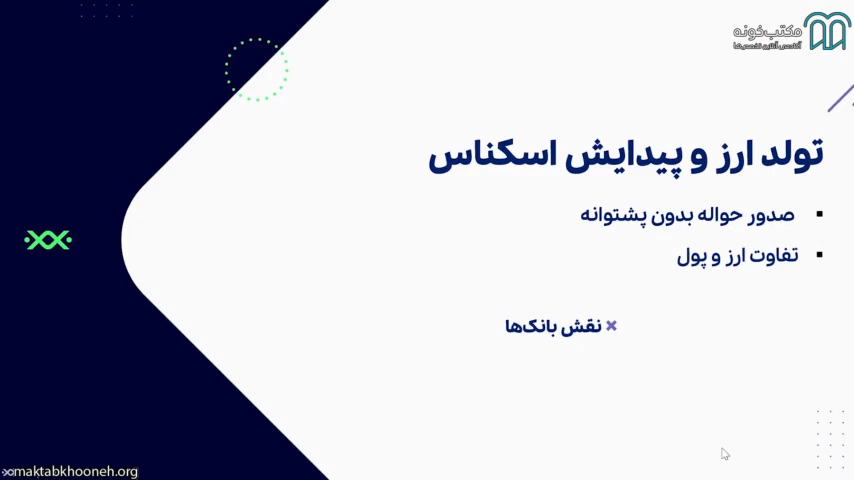 مکتب‌خونه
آکادمی آنلاین تخصص‌ها
تولد ارز و پیدایش اسکناس
صدور حواله بدون پشتوانه
تفاوت ارز و پول
نقش بانک‌ها
maktabkhooneh.org